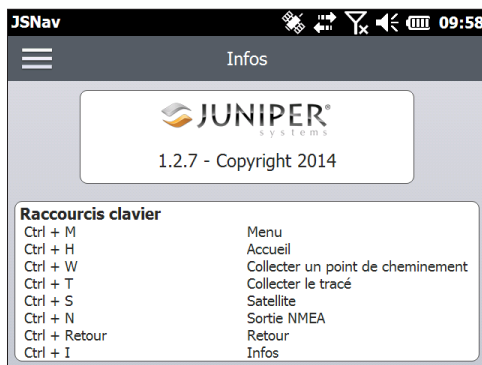 JSNav 09:58
Infos
JUNIPER®
systems
1.2.7 - Copyright 2014
Raccourcis clavier
Ctrl + M Menu
Ctrl + H Accueil
Ctrl + W Collecter un point de cheminement
Ctrl + T Collecter le tracé
Ctrl + S Satellite
Ctrl + N Sortie NMEA
Ctrl + Retour Retour
Ctrl + I Infos